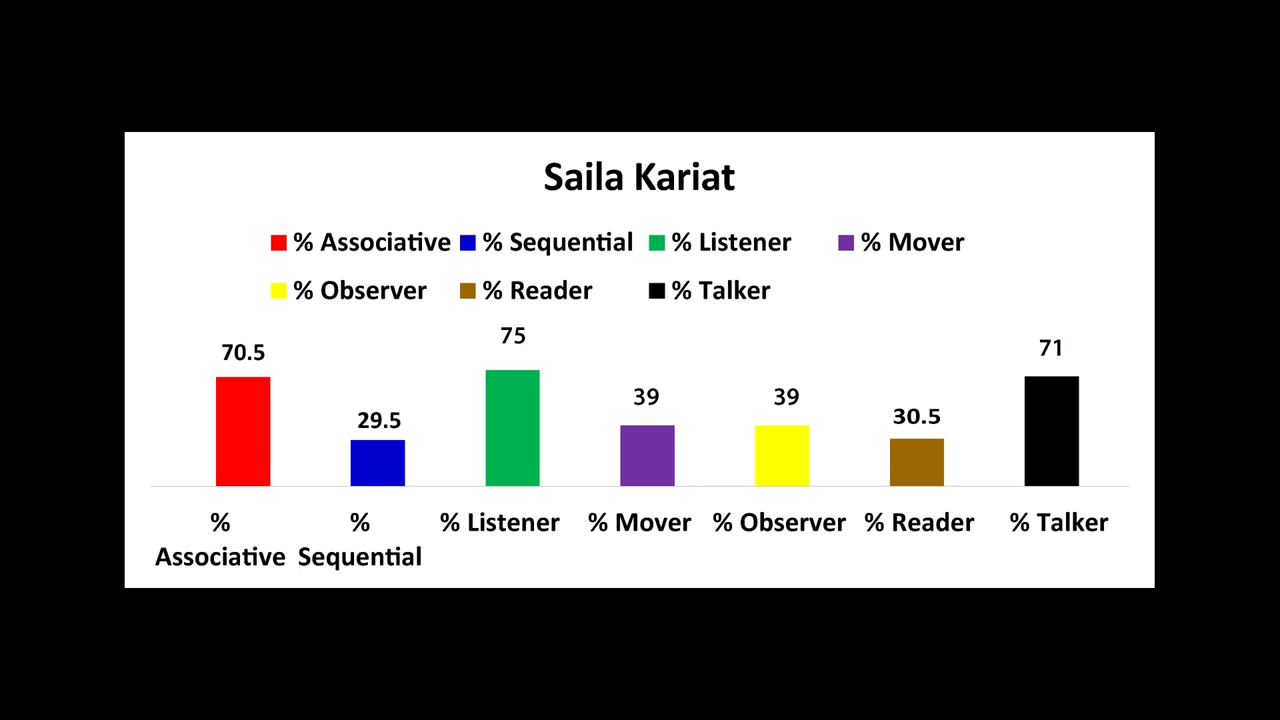 Saila Kariat
% Associative % Sequential % Listener % Mover
% Observer % Reader % Talker
70.5 29.5 75 39 39 30.5 71
% % % Listener % Mover % Observer % Reader % Talker
Associative Sequential